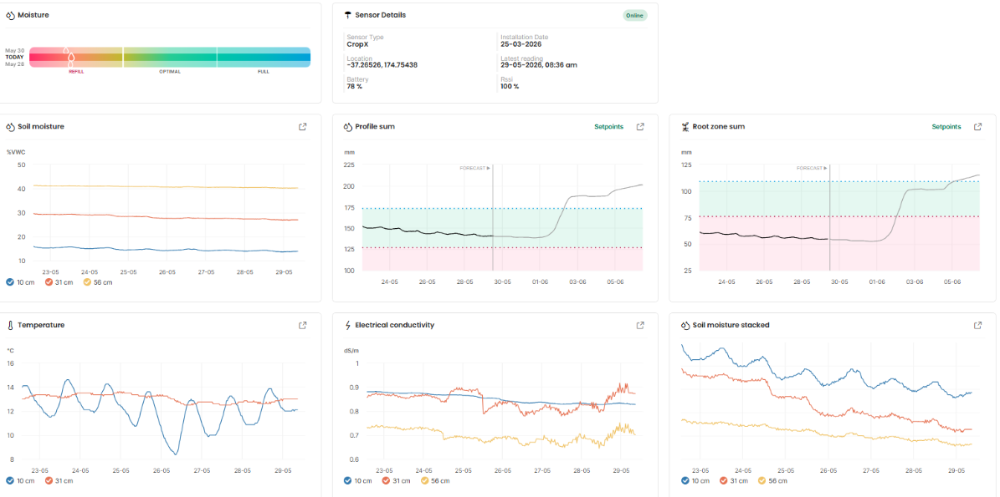 Moisture
May 30
TODAY
May 28
REFILL OPTIMAL FULL
Sensor Details Online
Sensor Type Installation Date
CropX 25-03-2026
Location Latest reading
-37.26526, 174.75438 29-05-2026, 08:36 am
Battery Rssi
78 % 100 %
Soil moisture
%VWC
50
40
30
20
10
23-05 24-05 25-05 26-05 27-05 28-05 29-05
10 cm 31 cm 56 cm
Profile sum Setpoints
mm
225
FORECAST
200
175
150
125
100
24-05 26-05 28-05 30-05 01-06 03-06 05-06
Root zone sum Setpoints
mm
125
FORECAST
100
75
50
25
24-05 26-05 28-05 30-05 01-06 03-06 05-06
Temperature
°C
16
14
12
10
8
23-05 24-05 25-05 26-05 27-05 28-05 29-05
10 cm 31 cm
Electrical conductivity
dS/m
1
0.9
0.8
0.7
0.6
23-05 24-05 25-05 26-05 27-05 28-05 29-05
10 cm 31 cm 56 cm
Soil moisture stacked
23-05 24-05 25-05 26-05 27-05 28-05 29-05
10 cm 31 cm 56 cm